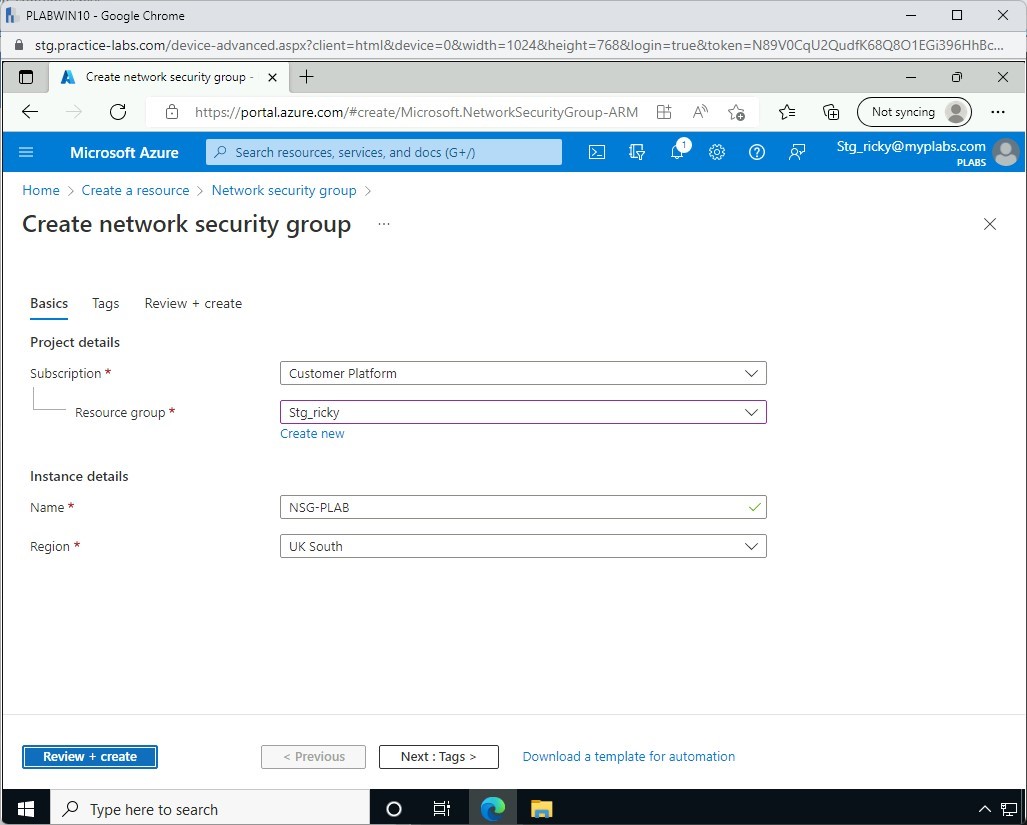 PLABWIN10 - Google Chrome
stg.practice-labs.com/device-advanced.aspx?client=html&device=0&width=1024&height=768&login=true&token=N89V0CqU2QudfK68Q8O1EGi396HhBc...
Create network security group -
https://portal.azure.com/#create/Microsoft.NetworkSecurityGroup-ARM
Not syncing
Microsoft Azure
Search resources, services, and docs (G+/)
1
Stg_ricky@myplabs.com
PLABS
Home > Create a resource > Network security group >
Create network security group ...
Basics Tags Review + create
Project details
Subscription * Customer Platform
Resource group * Stg_ricky
Create new
Instance details
Name * NSG-PLAB
Region * UK South
Review + create < Previous Next : Tags > Download a template for automation
Type here to search